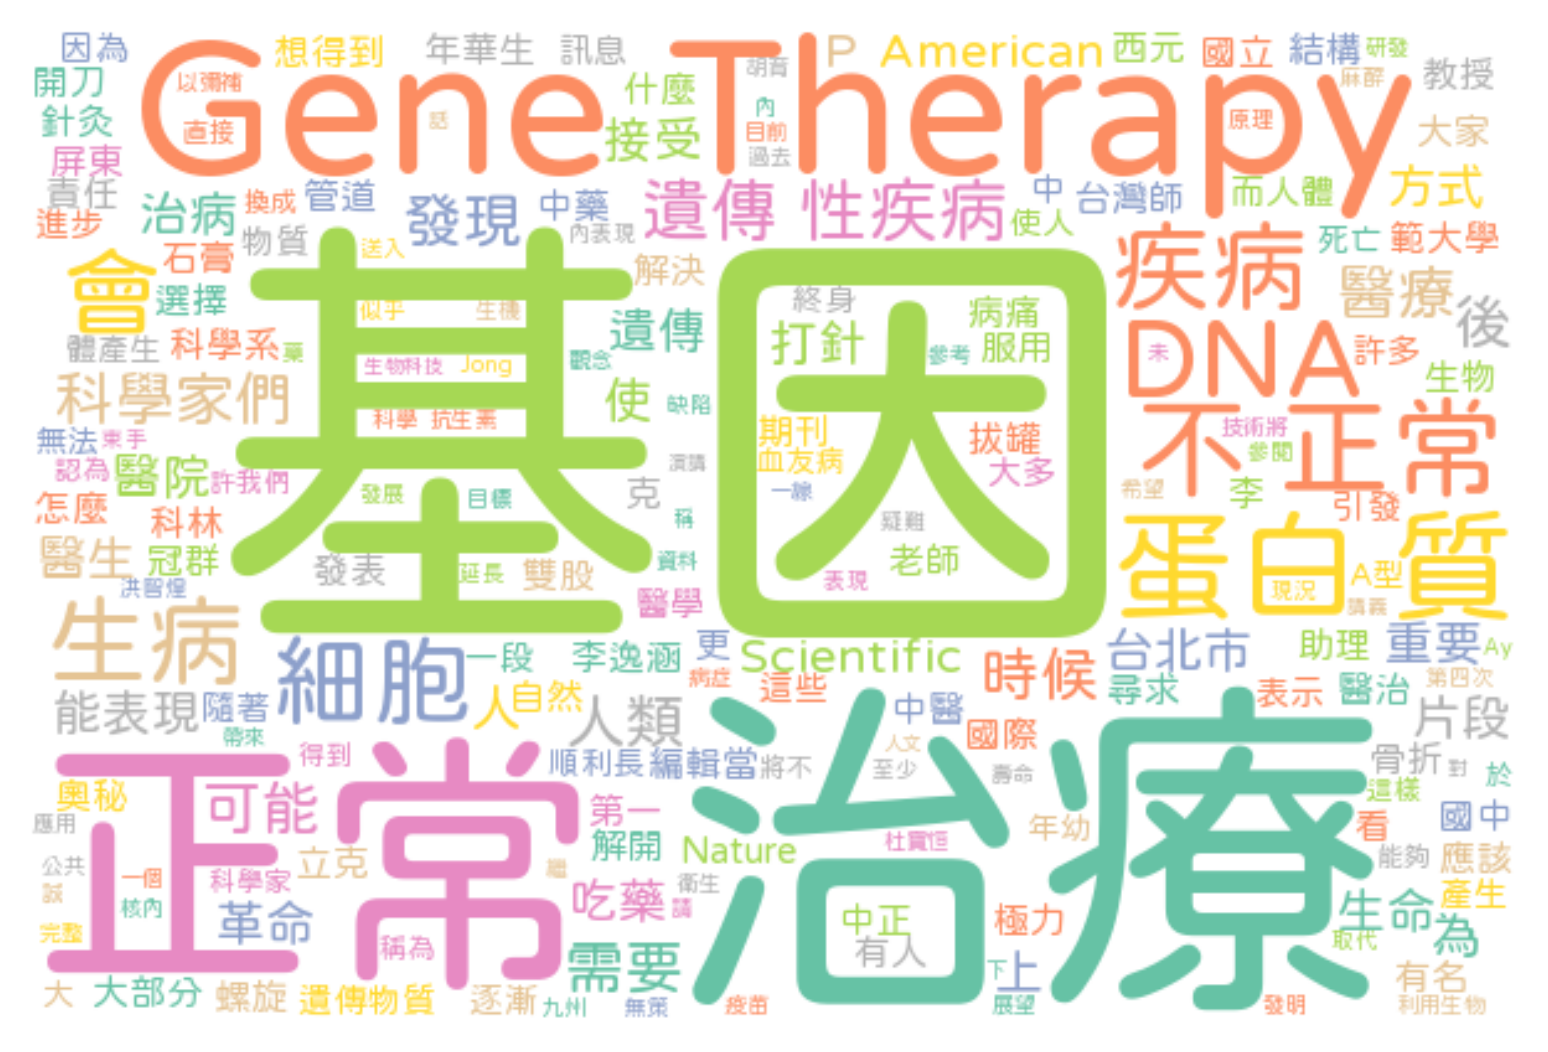 因為
想得到
年華生
訊息
P
American
西元
國立
結構
研發
開刀
以彌補
Gene Therapy
什麼
胡育
麻醉
教授
針灸
直接
話
接受
內
目前
原理
大家
屏東
過去
責任
治病
換成
管道
發現
中藥
遺傳 性疾病
使人
中
台灣師
而人體
方式
進步
物質
內表現
石膏
送入
解決
疾病
死亡
範大學
會
選擇
基因
似乎
生機
遺傳
終身
病痛
醫療
後
體產生
科學系
藥
生物科技
Jong
觀念
打針
參考
服用
DNA
未
許多
生物
科學家們
科學
抗生素
使
缺陷
期刊
拔罐
不正常
技術將
參閱
無法
束手
血友病
大多
認為
醫院
許我們
發展
目標
克
演講
一線
希望
李
引發
怎麼
科林
稱
疑難
醫生
冠群
發表
延長
雙股
資料
表現
老師
蛋白質
現況
A型
講義
洪晢煌
醫學
生病
細胞
一段
李逸涵
更
Scientific
時候
台北市
助理
重要
Ay
病症
這些
尋求
表示
醫治
第四次
能表現
隨著
人
自然
人類
治療
中醫
國際
片段
帶來
正常
得到
順利長
編輯當
將不
人文
至少
壽命
骨折
對
於
奧秘
可能
第一
這樣
應用
解開
Nature
杜寶恒
年幼
看
國中
公共
一個
科學家
立克
繼
衛生
能夠
應該
誠
核內
革命
吃藥
請
中正
極力
生命
產生
完整
稱為
需要
有人
取代
為
大
大部分
螺旋
遺傳物質
逐漸
九州
無策
疫苗
下
上
展望
發明
有名
利用生物